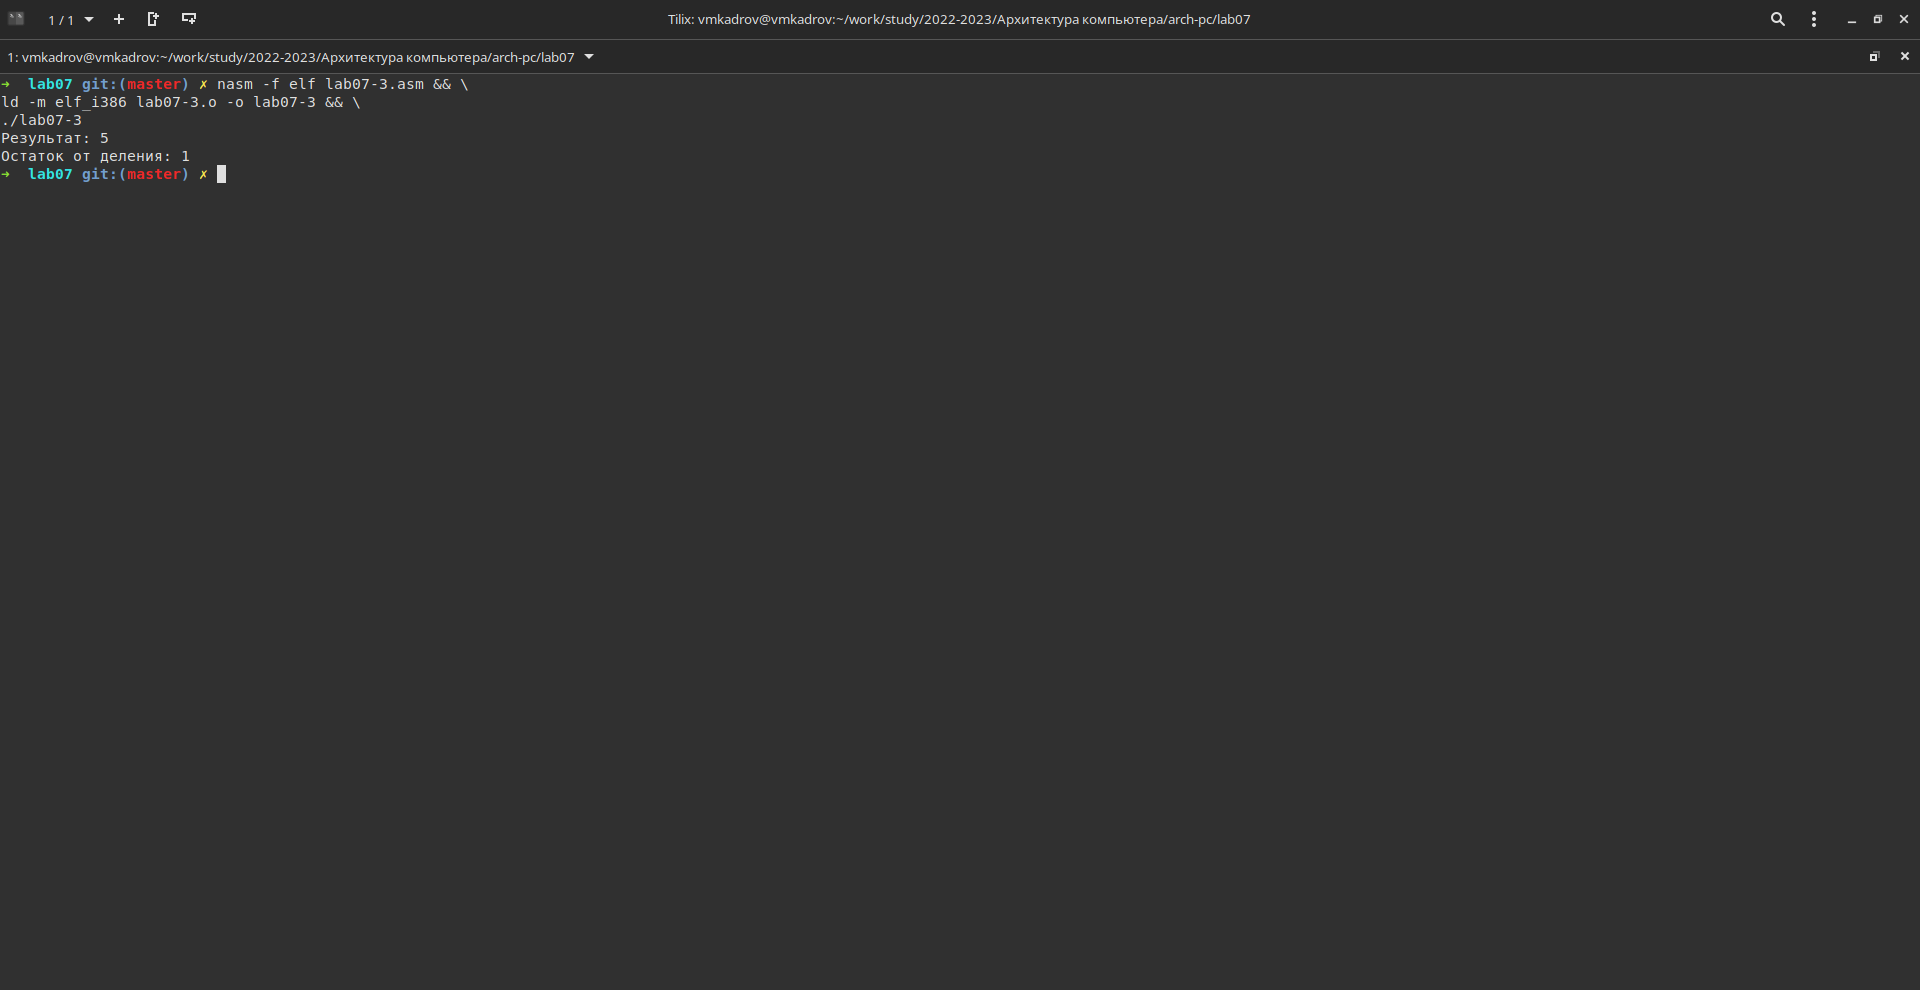 1 / 1
Tilix: vmkadrov@vmkadrov:~/work/study/2022-2023/Архитектура компьютера/arch-pc/lab07
1: vmkadrov@vmkadrov:~/work/study/2022-2023/Архитектура компьютера/arch-pc/lab07
➜  lab07 git:(master) ✗ nasm -f elf lab07-3.asm && \
ld -m elf_i386 lab07-3.o -o lab07-3 && \
./lab07-3
Результат: 5
Остаток от деления: 1
➜  lab07 git:(master) ✗